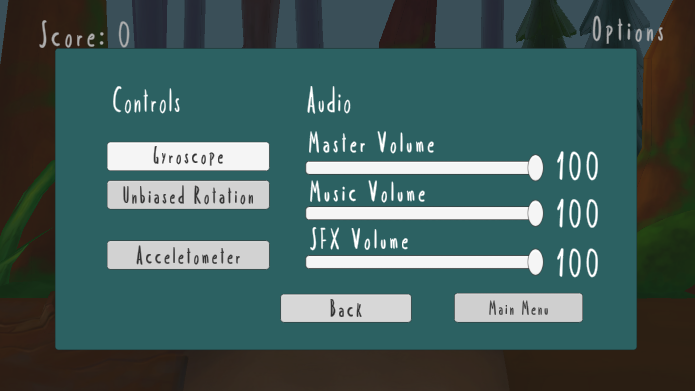 Score: 0
Options
Controls
Gyroscope
Unbiased Rotation
Acceletometer
Audio
Master Volume
100
Music Volume
100
SFX Volume
100
Back
Main Menu